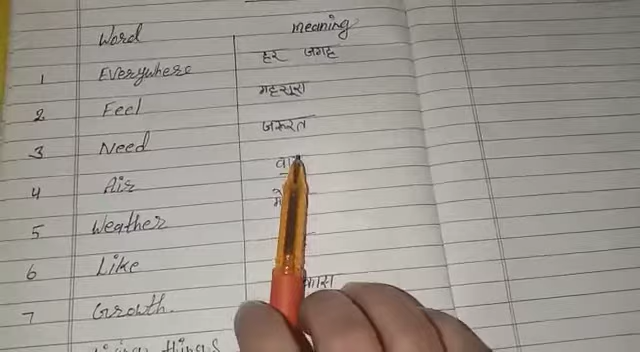 Word meaning
1 Everywhere हर जगह
2 Feel महसूस
3 Need जरूरत
4 Air
5 Weather
6 Like
7 Growth.